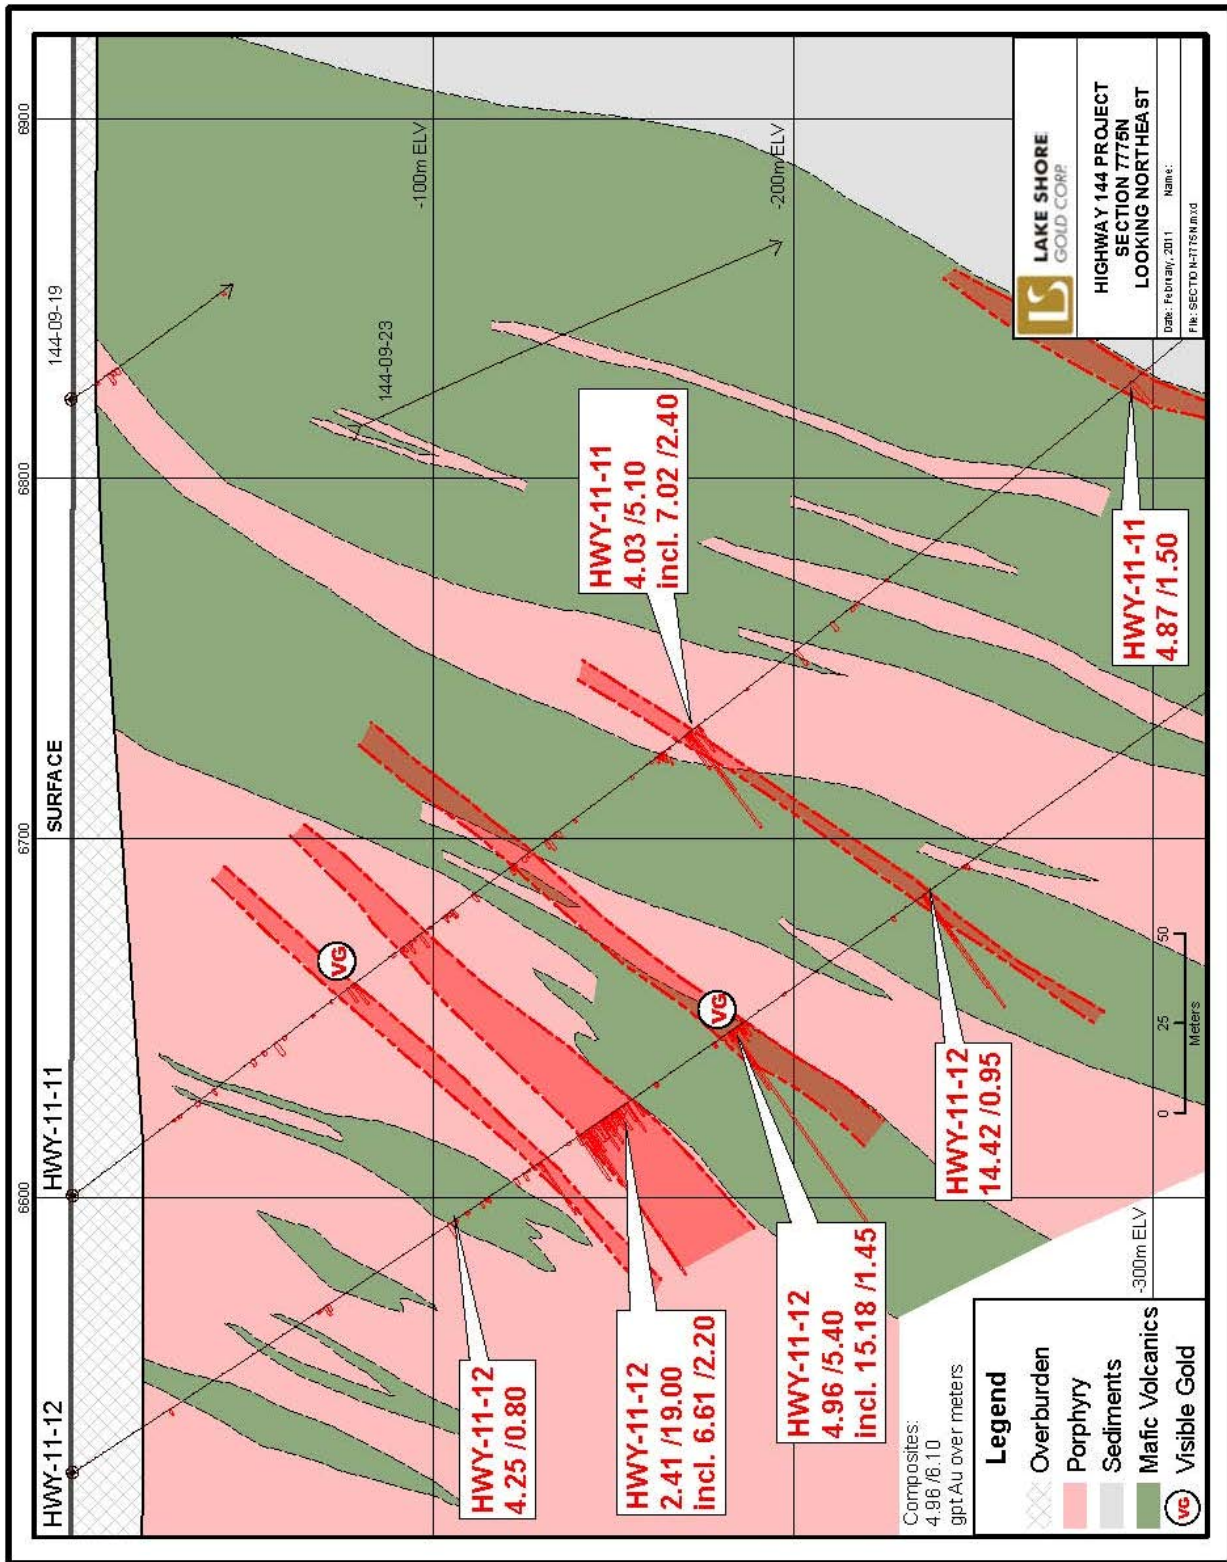 HWY-11-12
HWY-11-11
SURFACE
144-09-19
6600
6700
6800
6900
144-09-23
-100m ELV
-200m ELV
-300m ELV
VG
VG
HWY-11-12
4.25 /0.80
HWY-11-12
2.41 /19.00
incl. 6.61 /2.20
HWY-11-12
4.96 /5.40
incl. 15.18 /1.45
HWY-11-12
14.42 /0.95
HWY-11-11
4.03 /5.10
incl. 7.02 /2.40
HWY-11-11
4.87 /1.50
Composites:
4.96 /6.10
gpt Au over meters
Legend
Overburden
Porphyry
Sediments
Mafic Volcanics
VG Visible Gold
0 25 50
Meters
LS
LAKE SHORE
GOLD CORP.
HIGHWAY 144 PROJECT
SECTION 7775N
LOOKING NORTHEAST
Date: February, 2011 Name:
File: SECTION-7775N.mxd